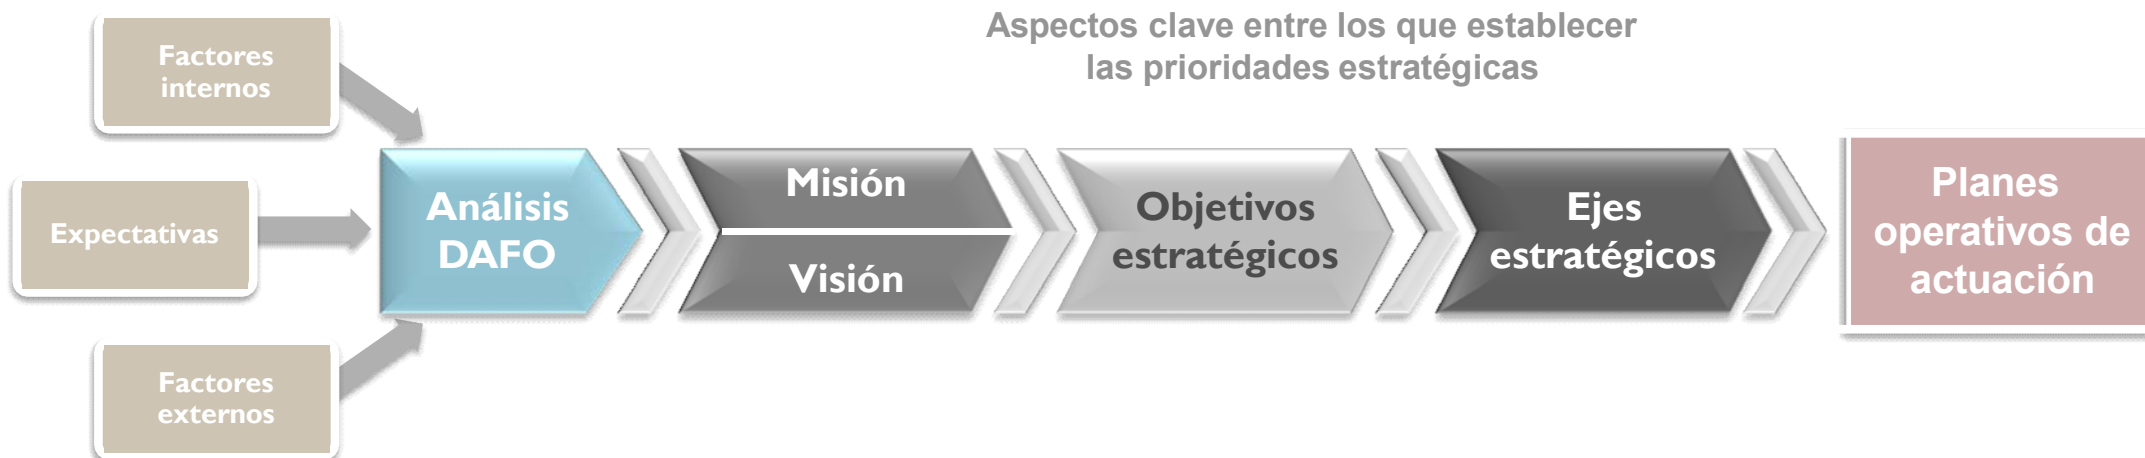 Aspectos clave entre los que establecer
las prioridades estratégicas
Factores
internos
Expectativas
Factores
externos
Análisis
DAFO
Misión
Visión
Objetivos
estratégicos
Ejes
estratégicos
Planes
operativos de
actuación